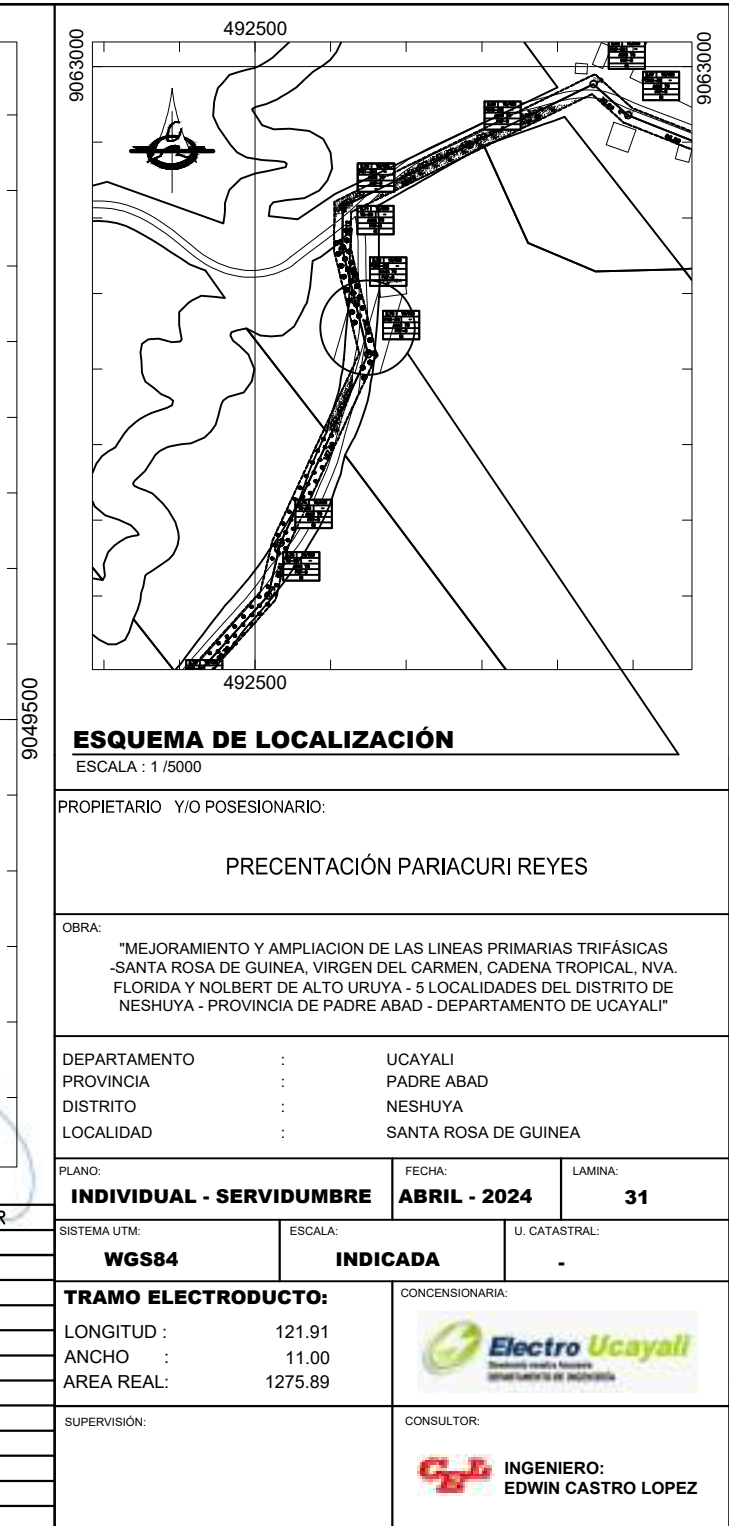 492500
9063000
9063000
492500
9049500
ESQUEMA DE LOCALIZACIÓN
ESCALA : 1 /5000
PROPIETARIO Y/O POSESIONARIO:
PRECENTACIÓN PARIACURI REYES
OBRA:
"MEJORAMIENTO Y AMPLIACION DE LAS LINEAS PRIMARIAS TRIFÁSICAS
-SANTA ROSA DE GUINEA, VIRGEN DEL CARMEN, CADENA TROPICAL, NVA.
FLORIDA Y NOLBERT DE ALTO URUYA - 5 LOCALIDADES DEL DISTRITO DE
NESHUYA - PROVINCIA DE PADRE ABAD - DEPARTAMENTO DE UCAYALI"
DEPARTAMENTO : UCAYALI
PROVINCIA : PADRE ABAD
DISTRITO : NESHUYA
LOCALIDAD : SANTA ROSA DE GUINEA
PLANO:
INDIVIDUAL - SERVIDUMBRE
FECHA:
ABRIL - 2024
LAMINA:
31
R
SISTEMA UTM:
WGS84
ESCALA:
INDICADA
U. CATASTRAL:
-
TRAMO ELECTRODUCTO:
LONGITUD : 121.91
ANCHO : 11.00
AREA REAL: 1275.89
CONCENSIONARIA:
Electro Ucayali
DEPARTAMENTO DE INGENIERÍA
SUPERVISIÓN:
CONSULTOR:
CEL
INGENIERO:
EDWIN CASTRO LOPEZ